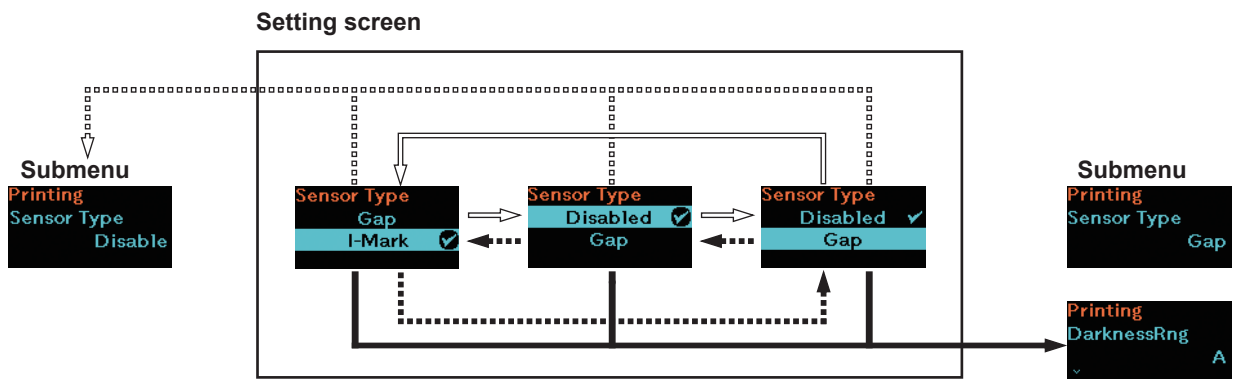 Setting screen
Submenu
Printing
Sensor Type
Disable
Sensor Type
Gap
I-Mark
Sensor Type
Disabled
Gap
Sensor Type
Disabled
Gap
Submenu
Printing
Sensor Type
Gap
Printing
DarknessRng
A